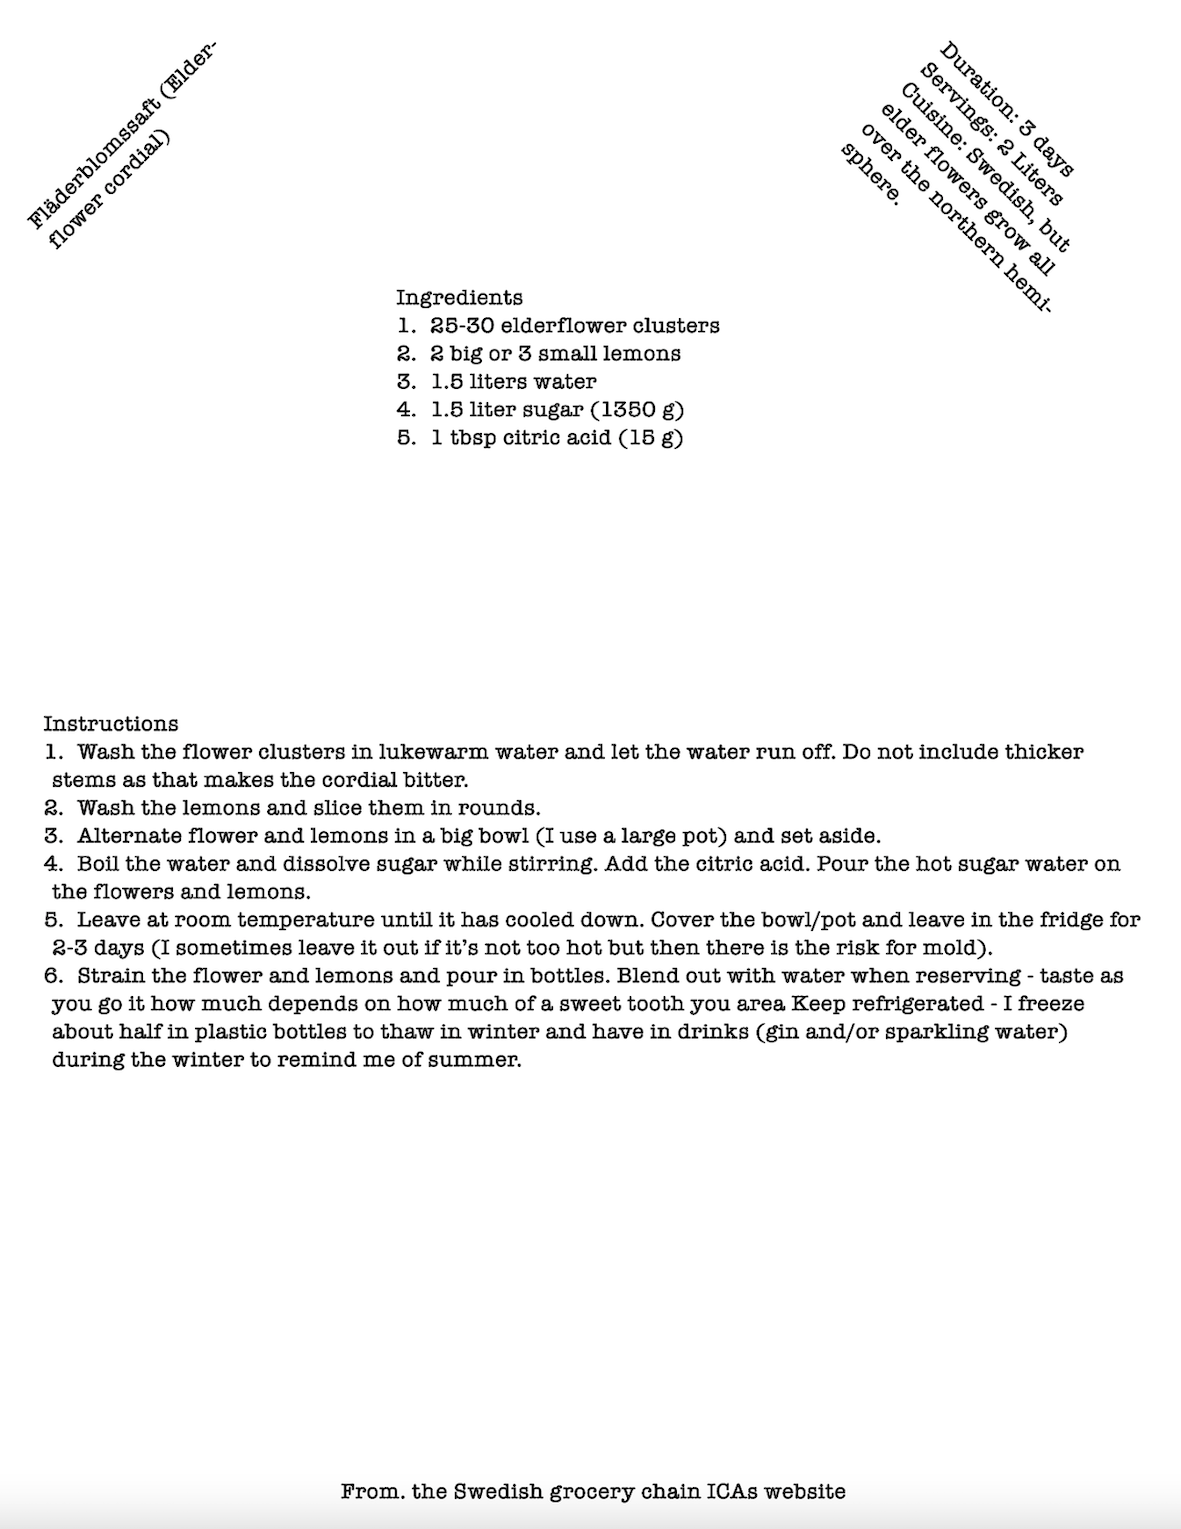 Fläderblomssaft (Elder-
flower cordial)
Duration: 3 days
Servings: 2 Liters
Cuisine: Swedish, but
elder flowers grow all
over the northern hemi-
sphere.
Ingredients
1. 25-30 elderflower clusters
2. 2 big or 3 small lemons
3. 1.5 liters water
4. 1.5 liter sugar (1350 g)
5. 1 tbsp citric acid (15 g)
Instructions
1. Wash the flower clusters in lukewarm water and let the water run off. Do not include thicker
stems as that makes the cordial bitter.
2. Wash the lemons and slice them in rounds.
3. Alternate flower and lemons in a big bowl (I use a large pot) and set aside.
4. Boil the water and dissolve sugar while stirring. Add the citric acid. Pour the hot sugar water on
the flowers and lemons.
5. Leave at room temperature until it has cooled down. Cover the bowl/pot and leave in the fridge for
2-3 days (I sometimes leave it out if it's not too hot but then there is the risk for mold).
6. Strain the flower and lemons and pour in bottles. Blend out with water when reserving - taste as
you go it how much depends on how much of a sweet tooth you area Keep refrigerated - I freeze
about half in plastic bottles to thaw in winter and have in drinks (gin and/or sparkling water)
during the winter to remind me of summer.
From. the Swedish grocery chain ICAs website